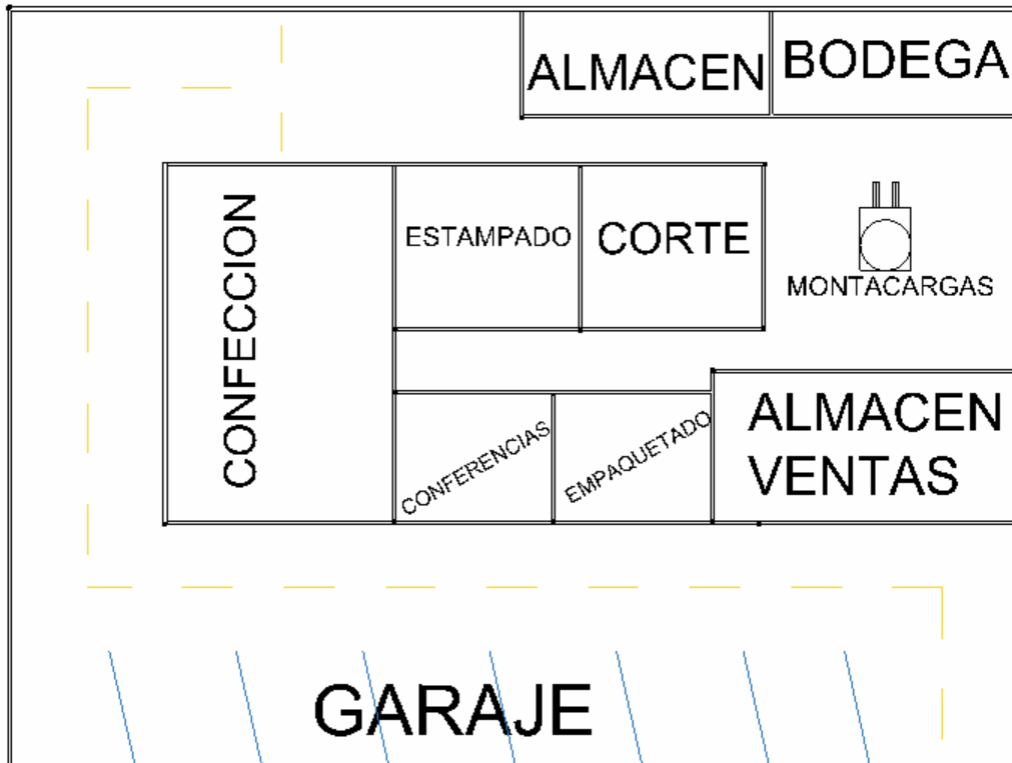 ALMACEN
BODEGA
CONFECCION
ESTAMPADO
CORTE
MONTACARGAS
CONFERENCIAS
EMPAQUETADO
ALMACEN
VENTAS
GARAJE